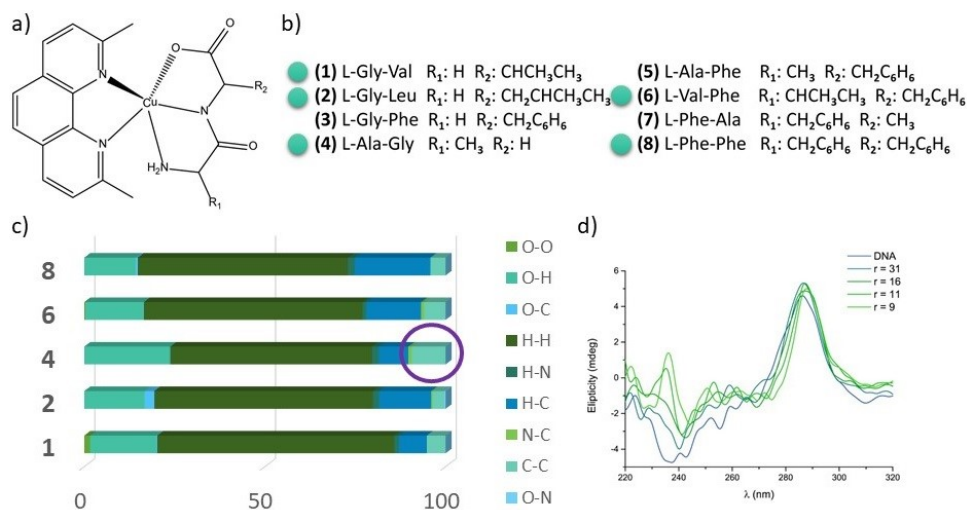 a)
O
O
N
Cu
R₂
N
N
O
H₂N
R₁
b)
(1) L-Gly-Val R₁: H R₂: CHCH₃CH₃
(2) L-Gly-Leu R₁: H R₂: CH₂CHCH₃CH₃
(3) L-Gly-Phe R₁: H R₂: CH₂C₆H₆
(4) L-Ala-Gly R₁: CH₃ R₂: H
(5) L-Ala-Phe R₁: CH₃ R₂: CH₂C₆H₆
(6) L-Val-Phe R₁: CHCH₃CH₃ R₂: CH₂C₆H₆
(7) L-Phe-Ala R₁: CH₂C₆H₆ R₂: CH₃
(8) L-Phe-Phe R₁: CH₂C₆H₆ R₂: CH₂C₆H₆
c)
8
6
4
2
1
0 50 100
O-O
O-H
O-C
H-H
H-N
H-C
N-C
C-C
O-N
d)
DNA
r = 31
r = 16
r = 11
r = 9
Elipticity (mdeg)
6
4
2
0
-2
-4
220 240 260 280 300 320
λ (nm)